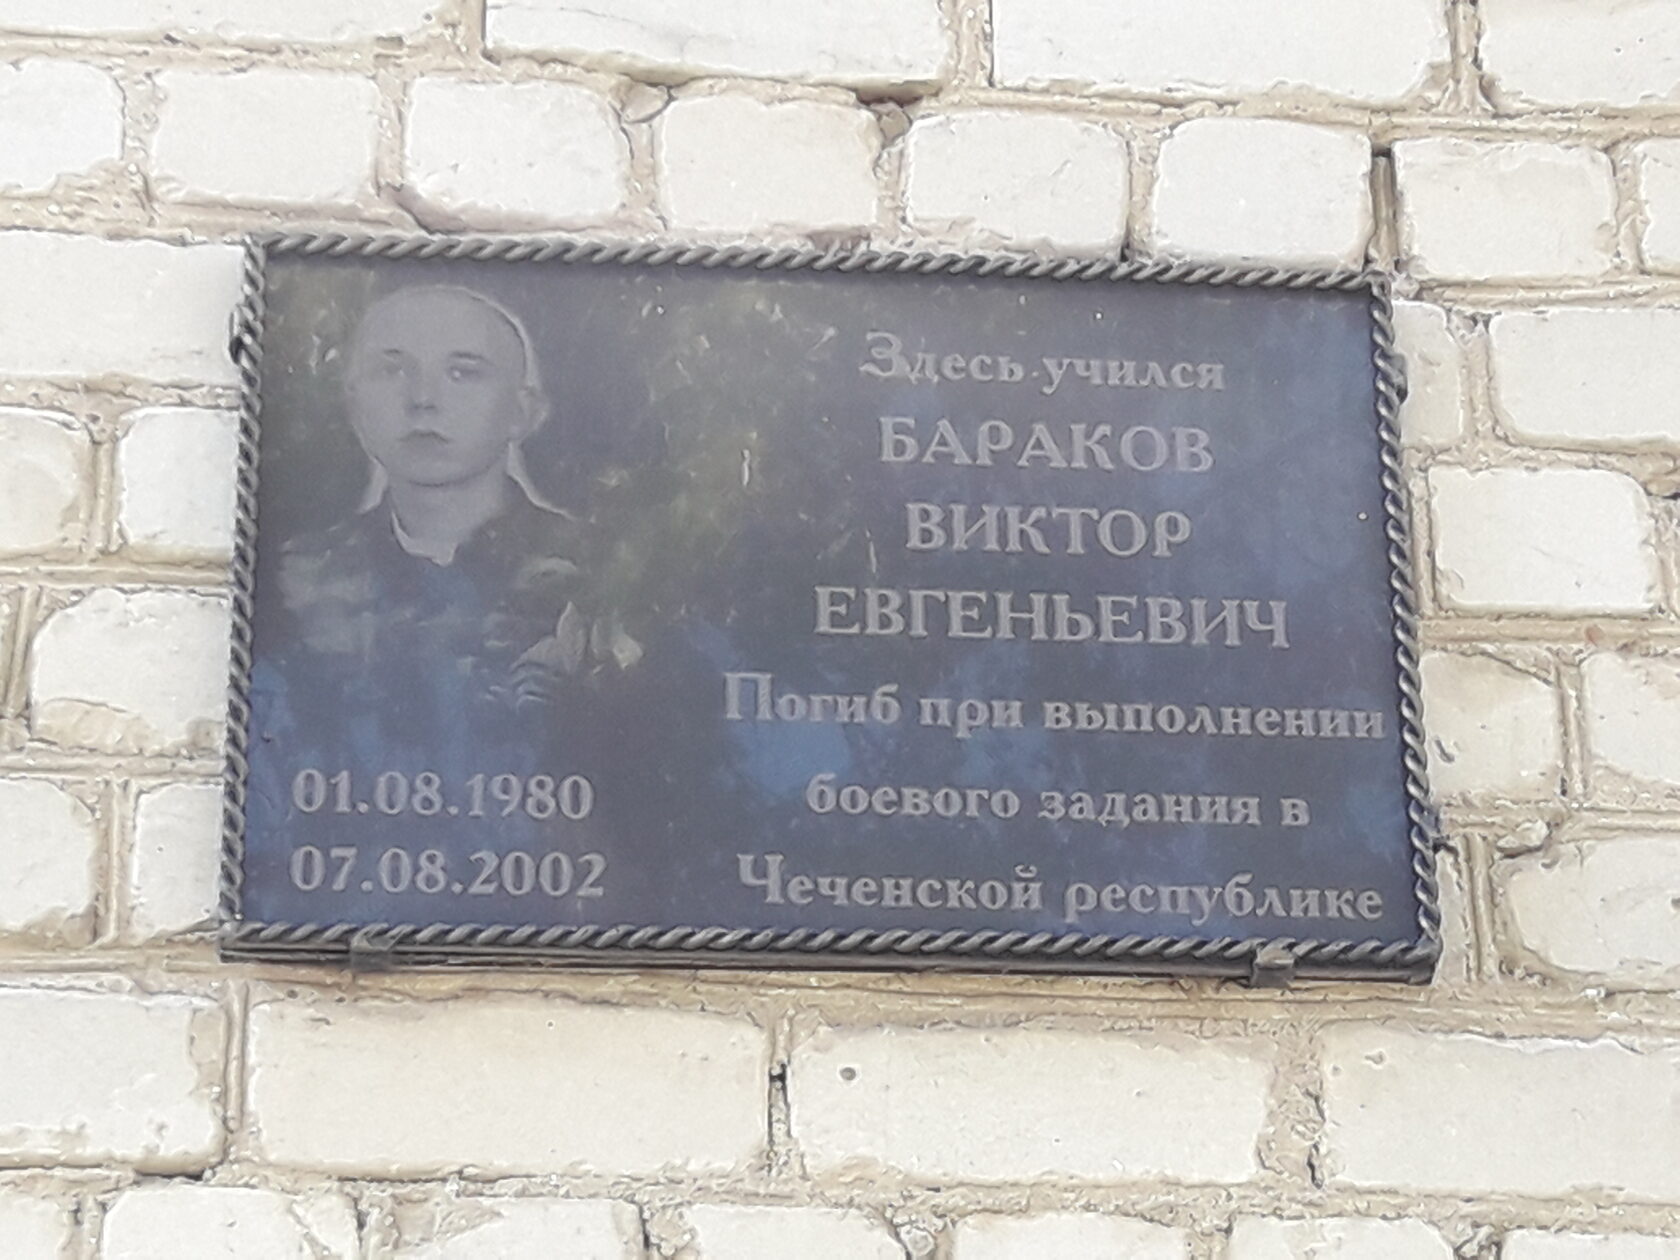 Здесь учился
БАРАКОВ
ВИКТОР
ЕВГЕНЬЕВИЧ
Погиб при выполнении
боевого задания в
Чеченской республике
01.08.1980
07.08.2002